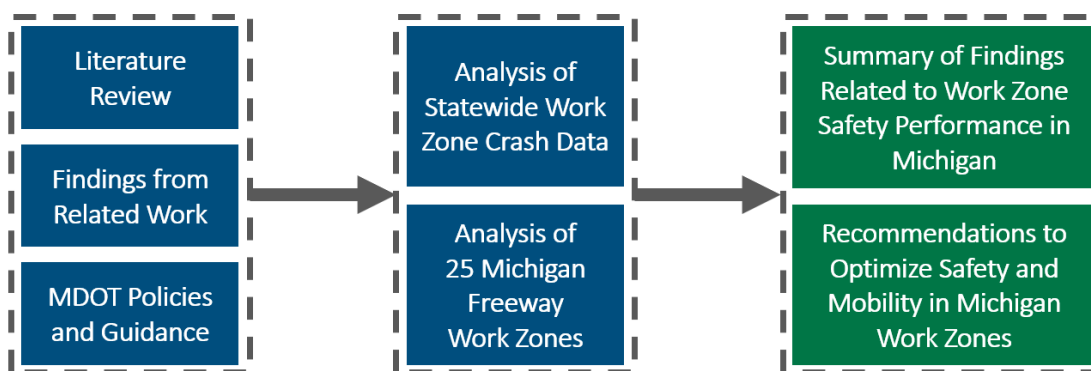 Literature
Review
Findings from
Related Work
MDOT Policies
and Guidance
Analysis of
Statewide Work
Zone Crash Data
Analysis of
25 Michigan
Freeway
Work Zones
Summary of Findings
Related to Work Zone
Safety Performance in
Michigan
Recommendations to
Optimize Safety and
Mobility in Michigan
Work Zones